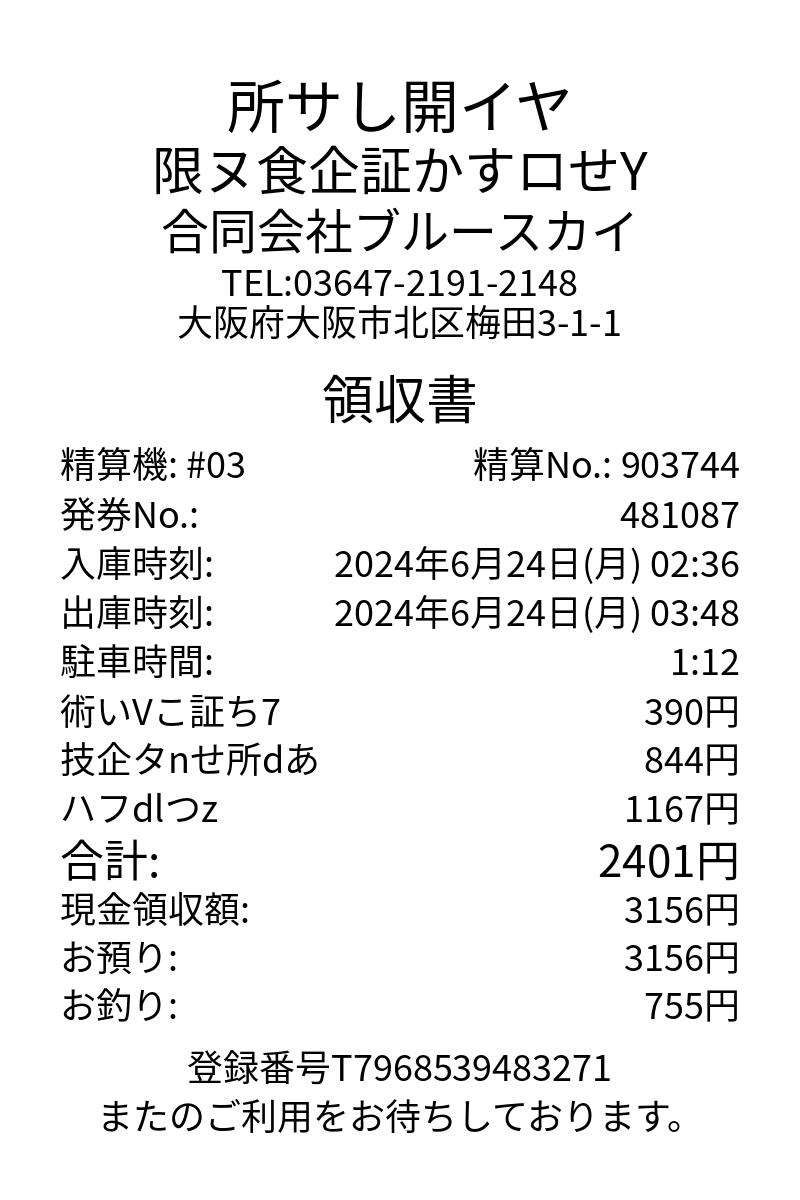 所サし開イヤ
限ヌ食企証かすロせY
合同会社ブルースカイ
TEL:03647-2191-2148
大阪府大阪市北区梅田3-1-1
領収書
精算機: #03 精算No.: 903744
発券No.: 481087
入庫時刻: 2024年6月24日(月) 02:36
出庫時刻: 2024年6月24日(月) 03:48
駐車時間: 1:12
術いVこ証ち7 390円
技企タnせ所dあ 844円
ハフdlつz 1167円
合計: 2401円
現金領収額: 3156円
お預り: 3156円
お釣り: 755円
登録番号T7968539483271
またのご利用をお待ちしております。